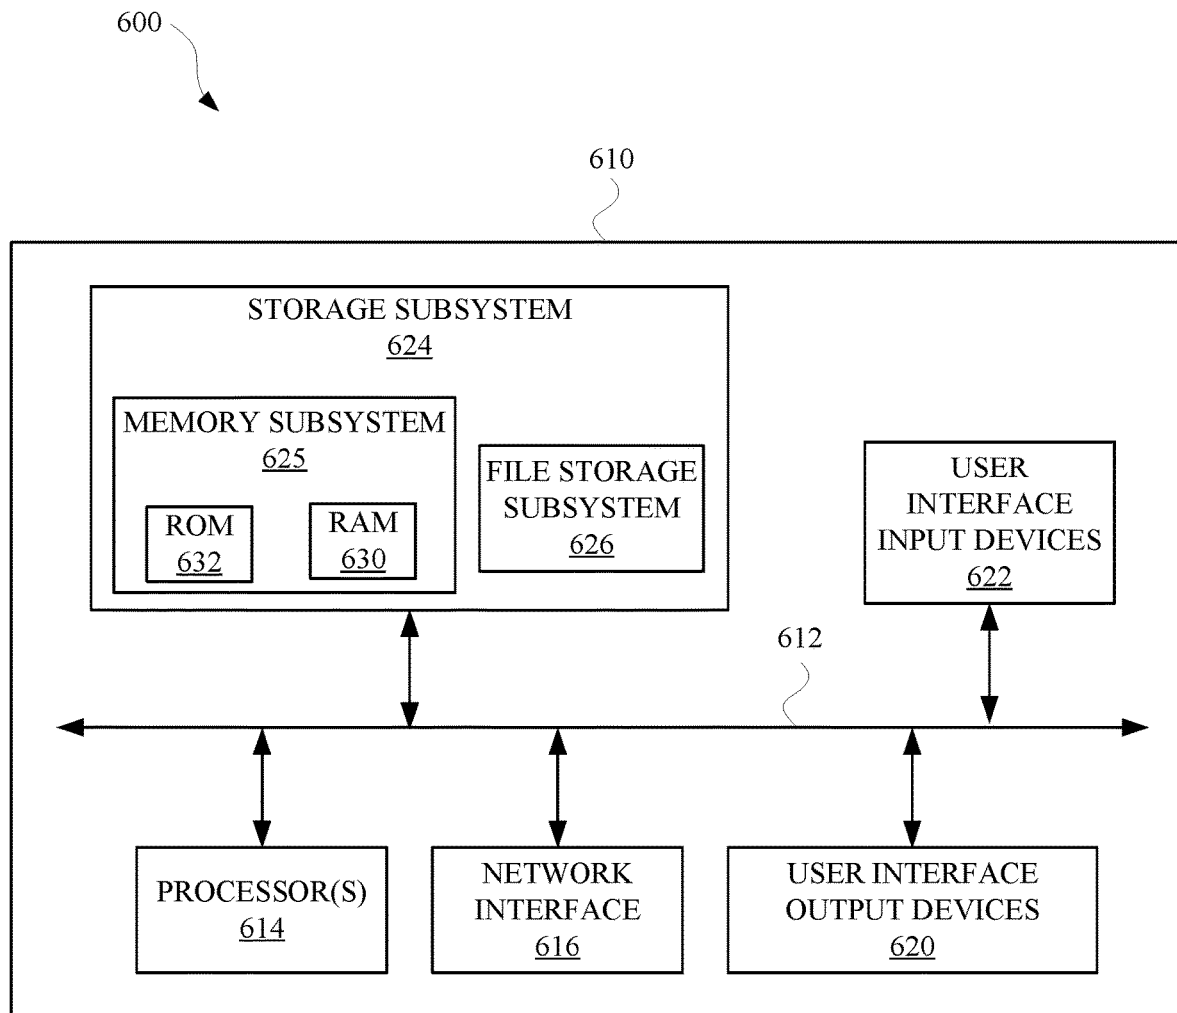 600
610
STORAGE SUBSYSTEM
624
MEMORY SUBSYSTEM
625
ROM
632
RAM
630
FILE STORAGE
SUBSYSTEM
626
USER
INTERFACE
INPUT DEVICES
622
612
PROCESSOR(S)
614
NETWORK
INTERFACE
616
USER INTERFACE
OUTPUT DEVICES
620